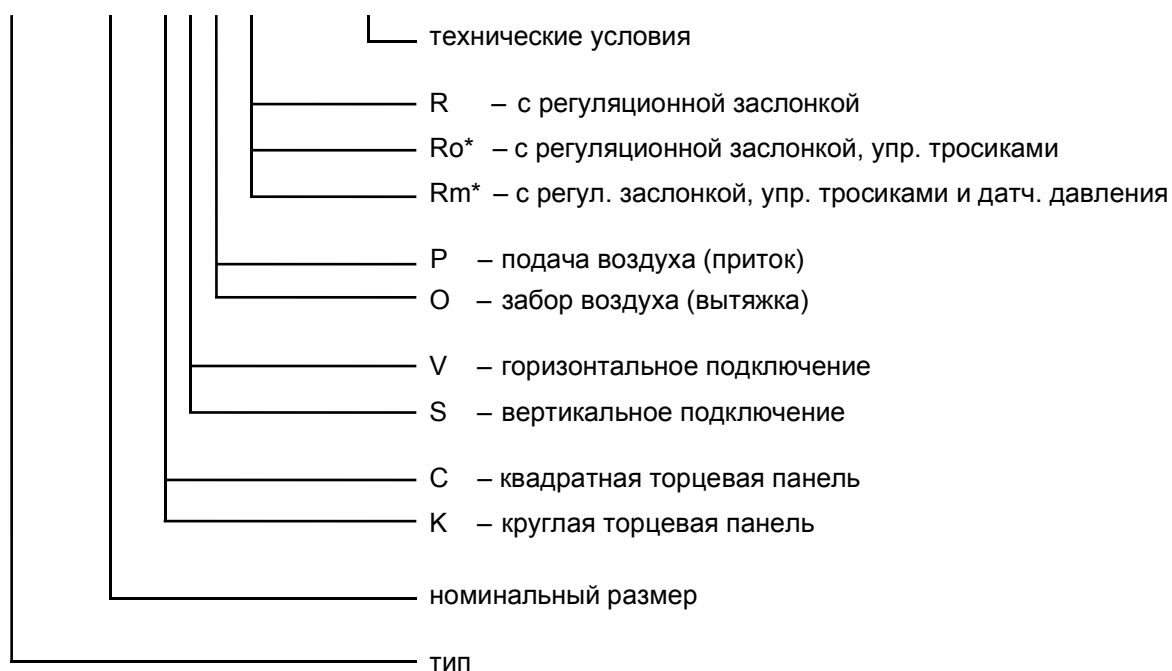 технические условия
R – с регуляционной заслонкой
Ro* – с регуляционной заслонкой, упр. тросиками
Rm* – с регул. заслонкой, упр. тросиками и датч. давления
P – подача воздуха (приток)
O – забор воздуха (вытяжка)
V – горизонтальное подключение
S – вертикальное подключение
C – квадратная торцевая панель
K – круглая торцевая панель
номинальный размер
тип